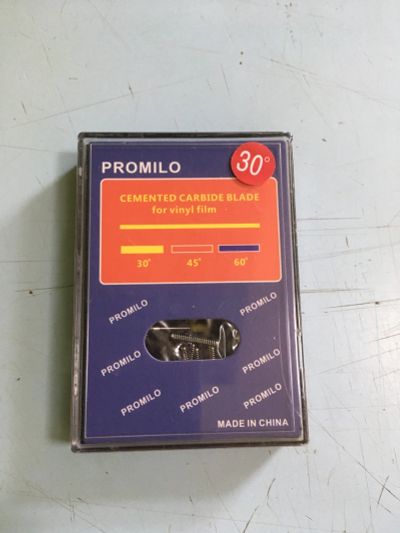 PROMILO
30°
CEMENTED CARBIDE BLADE
for vinyl film
30° 45° 60°
PROMILO PROMILO
PROMILO PROMILO
PROMILO PROMILO PROMILO
MADE IN CHINA